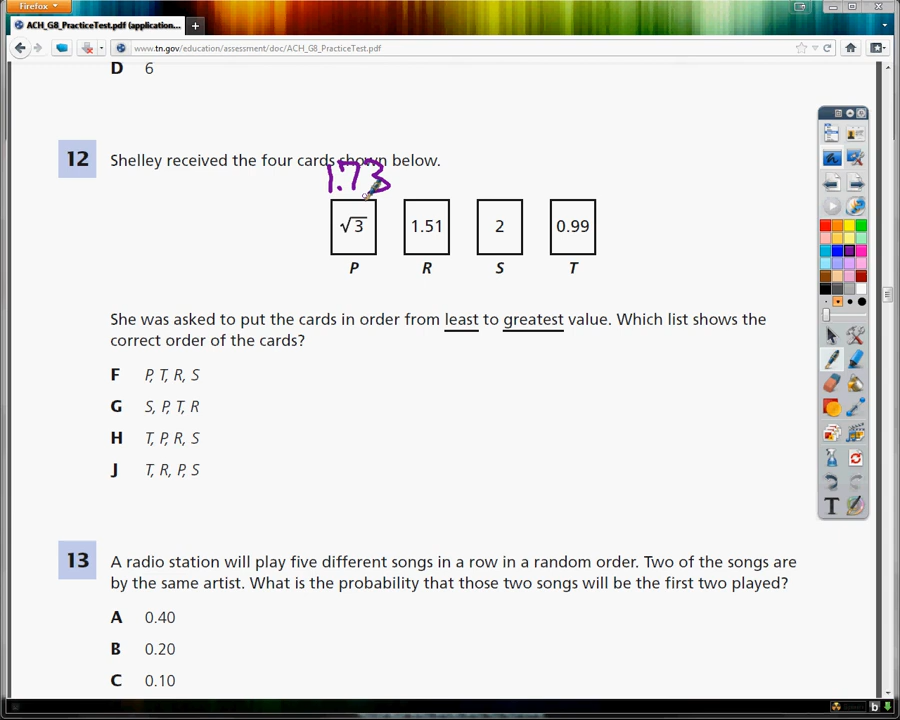 Firefox
ACH_G8_PracticeTest.pdf (application...
www.tn.gov/education/assessment/doc/ACH_G8_PracticeTest.pdf
D 6
12 Shelley received the four cards shown below.
1.73
√3 1.51 2 0.99
P R S T
She was asked to put the cards in order from least to greatest value. Which list shows the
correct order of the cards?
F P, T, R, S
G S, P, T, R
H T, P, R, S
J T, R, P, S
13 A radio station will play five different songs in a row in a random order. Two of the songs are
by the same artist. What is the probability that those two songs will be the first two played?
A 0.40
B 0.20
C 0.10